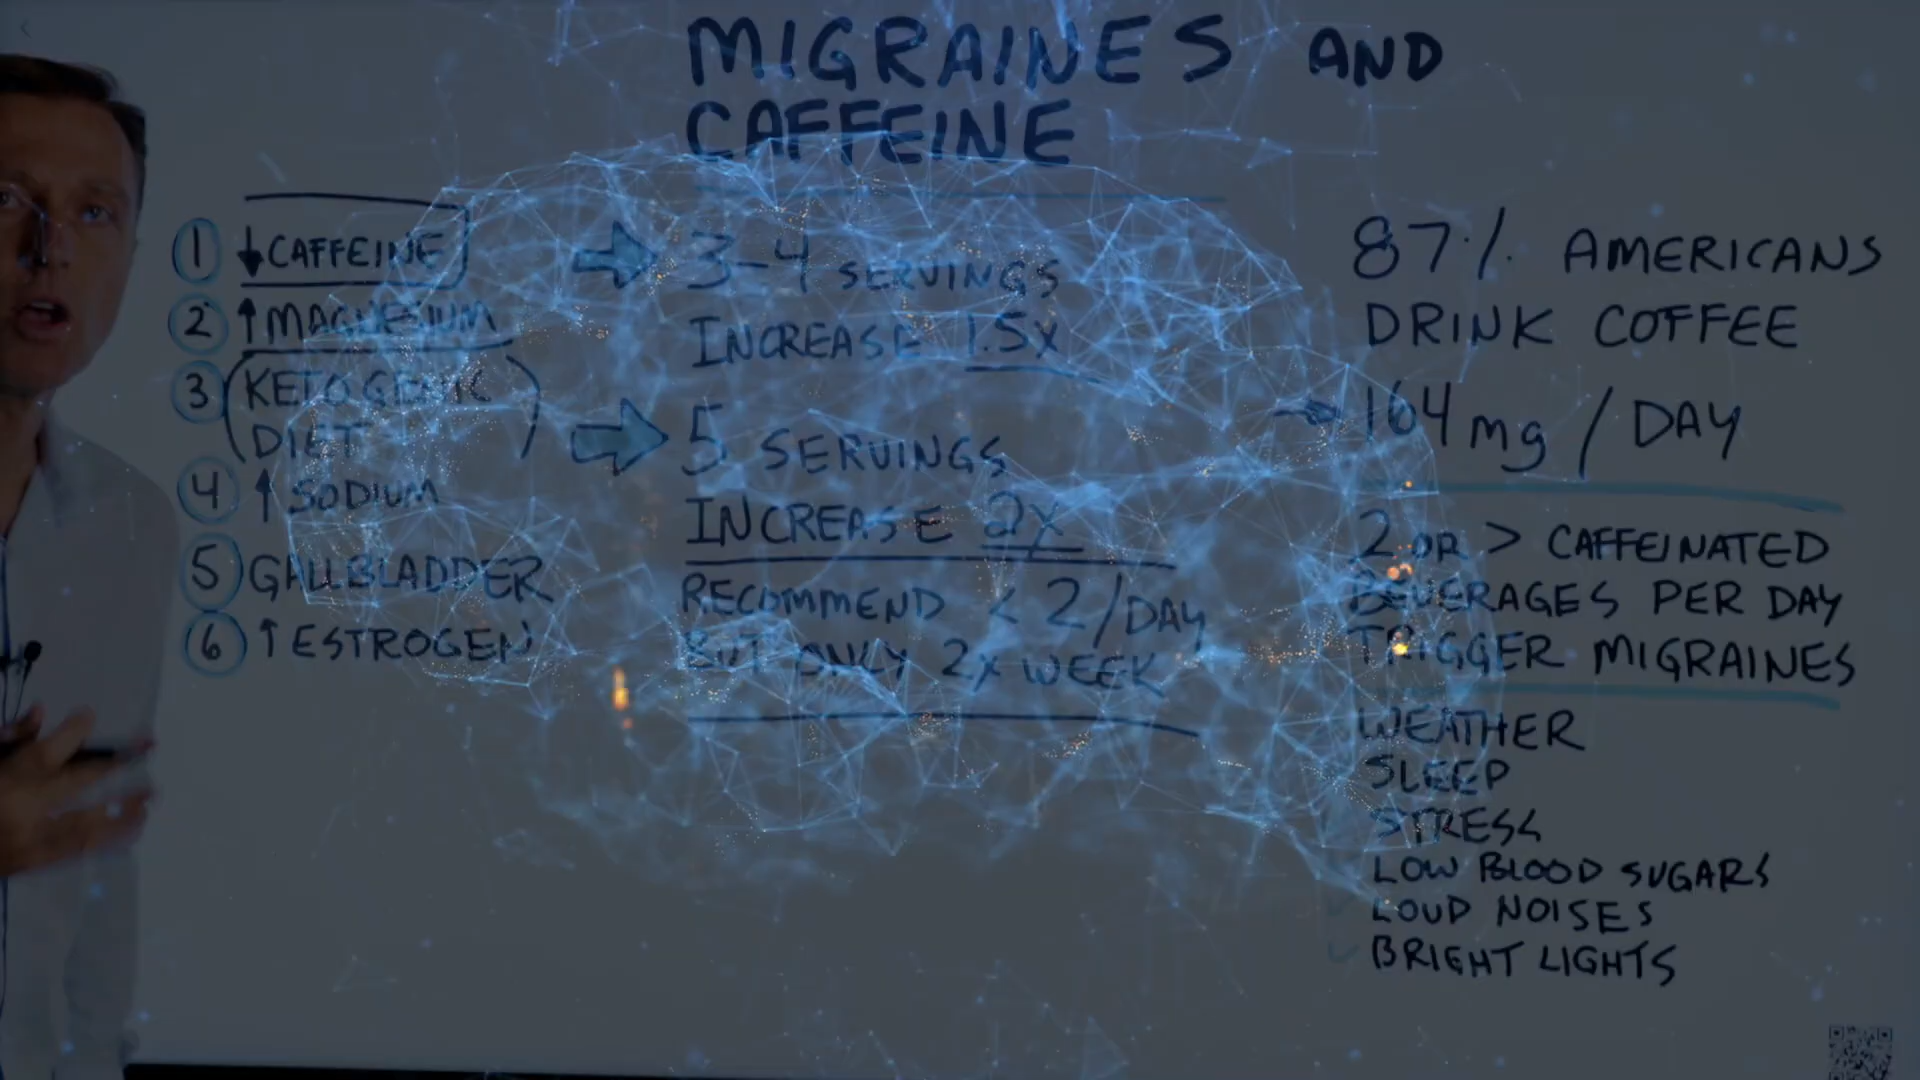 MIGRAINES AND
CAFFEINE
1 ↓ CAFFEINE
2 ↑ MAGNESIUM
3 (KETOGENIC
DIET)
4 ↑ SODIUM
5 GALLBLADDER
6 ↑ ESTROGEN
⇒ 3-4 SERVINGS
INCREASE 1.5X
⇒ 5 SERVINGS
INCREASE 2X
RECOMMEND < 2/DAY
BUT ONLY 2X WEEK
87% AMERICANS
DRINK COFFEE
→ 164 mg / DAY
2 OR > CAFFEINATED
BEVERAGES PER DAY
TRIGGER MIGRAINES
WEATHER
SLEEP
STRESS
LOW BLOOD SUGARS
LOUD NOISES
BRIGHT LIGHTS